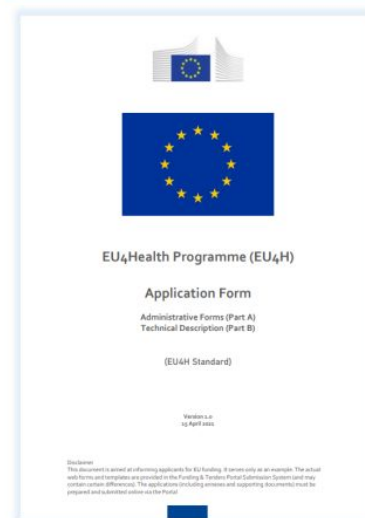 EU4Health Programme (EU4H)
Application Form
Administrative Forms (Part A)
Technical Description (Part B)
(EU4H Standard)
Version 1.0
15 April 2021
Disclaimer
This document is aimed at informing applicants for EU funding. It serves only as an example. The actual
web forms and templates are provided in the Funding & Tenders Portal Submission System (and may
contain certain differences). The applications (including annexes and supporting documents) must be
prepared and submitted online via the Portal